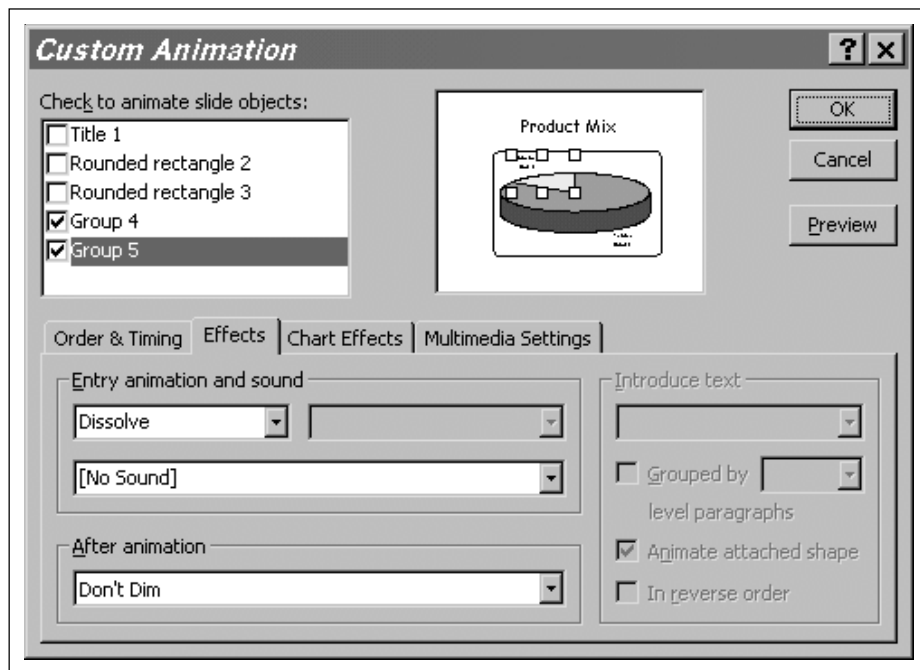 Custom Animation
Check to animate slide objects:
Title 1
Rounded rectangle 2
Rounded rectangle 3
Group 4
Group 5
Product Mix
OK
Cancel
Preview
Order & Timing
Effects
Chart Effects
Multimedia Settings
Entry animation and sound
Dissolve
[No Sound]
After animation
Don't Dim
Introduce text
Grouped by
level paragraphs
Animate attached shape
In reverse order